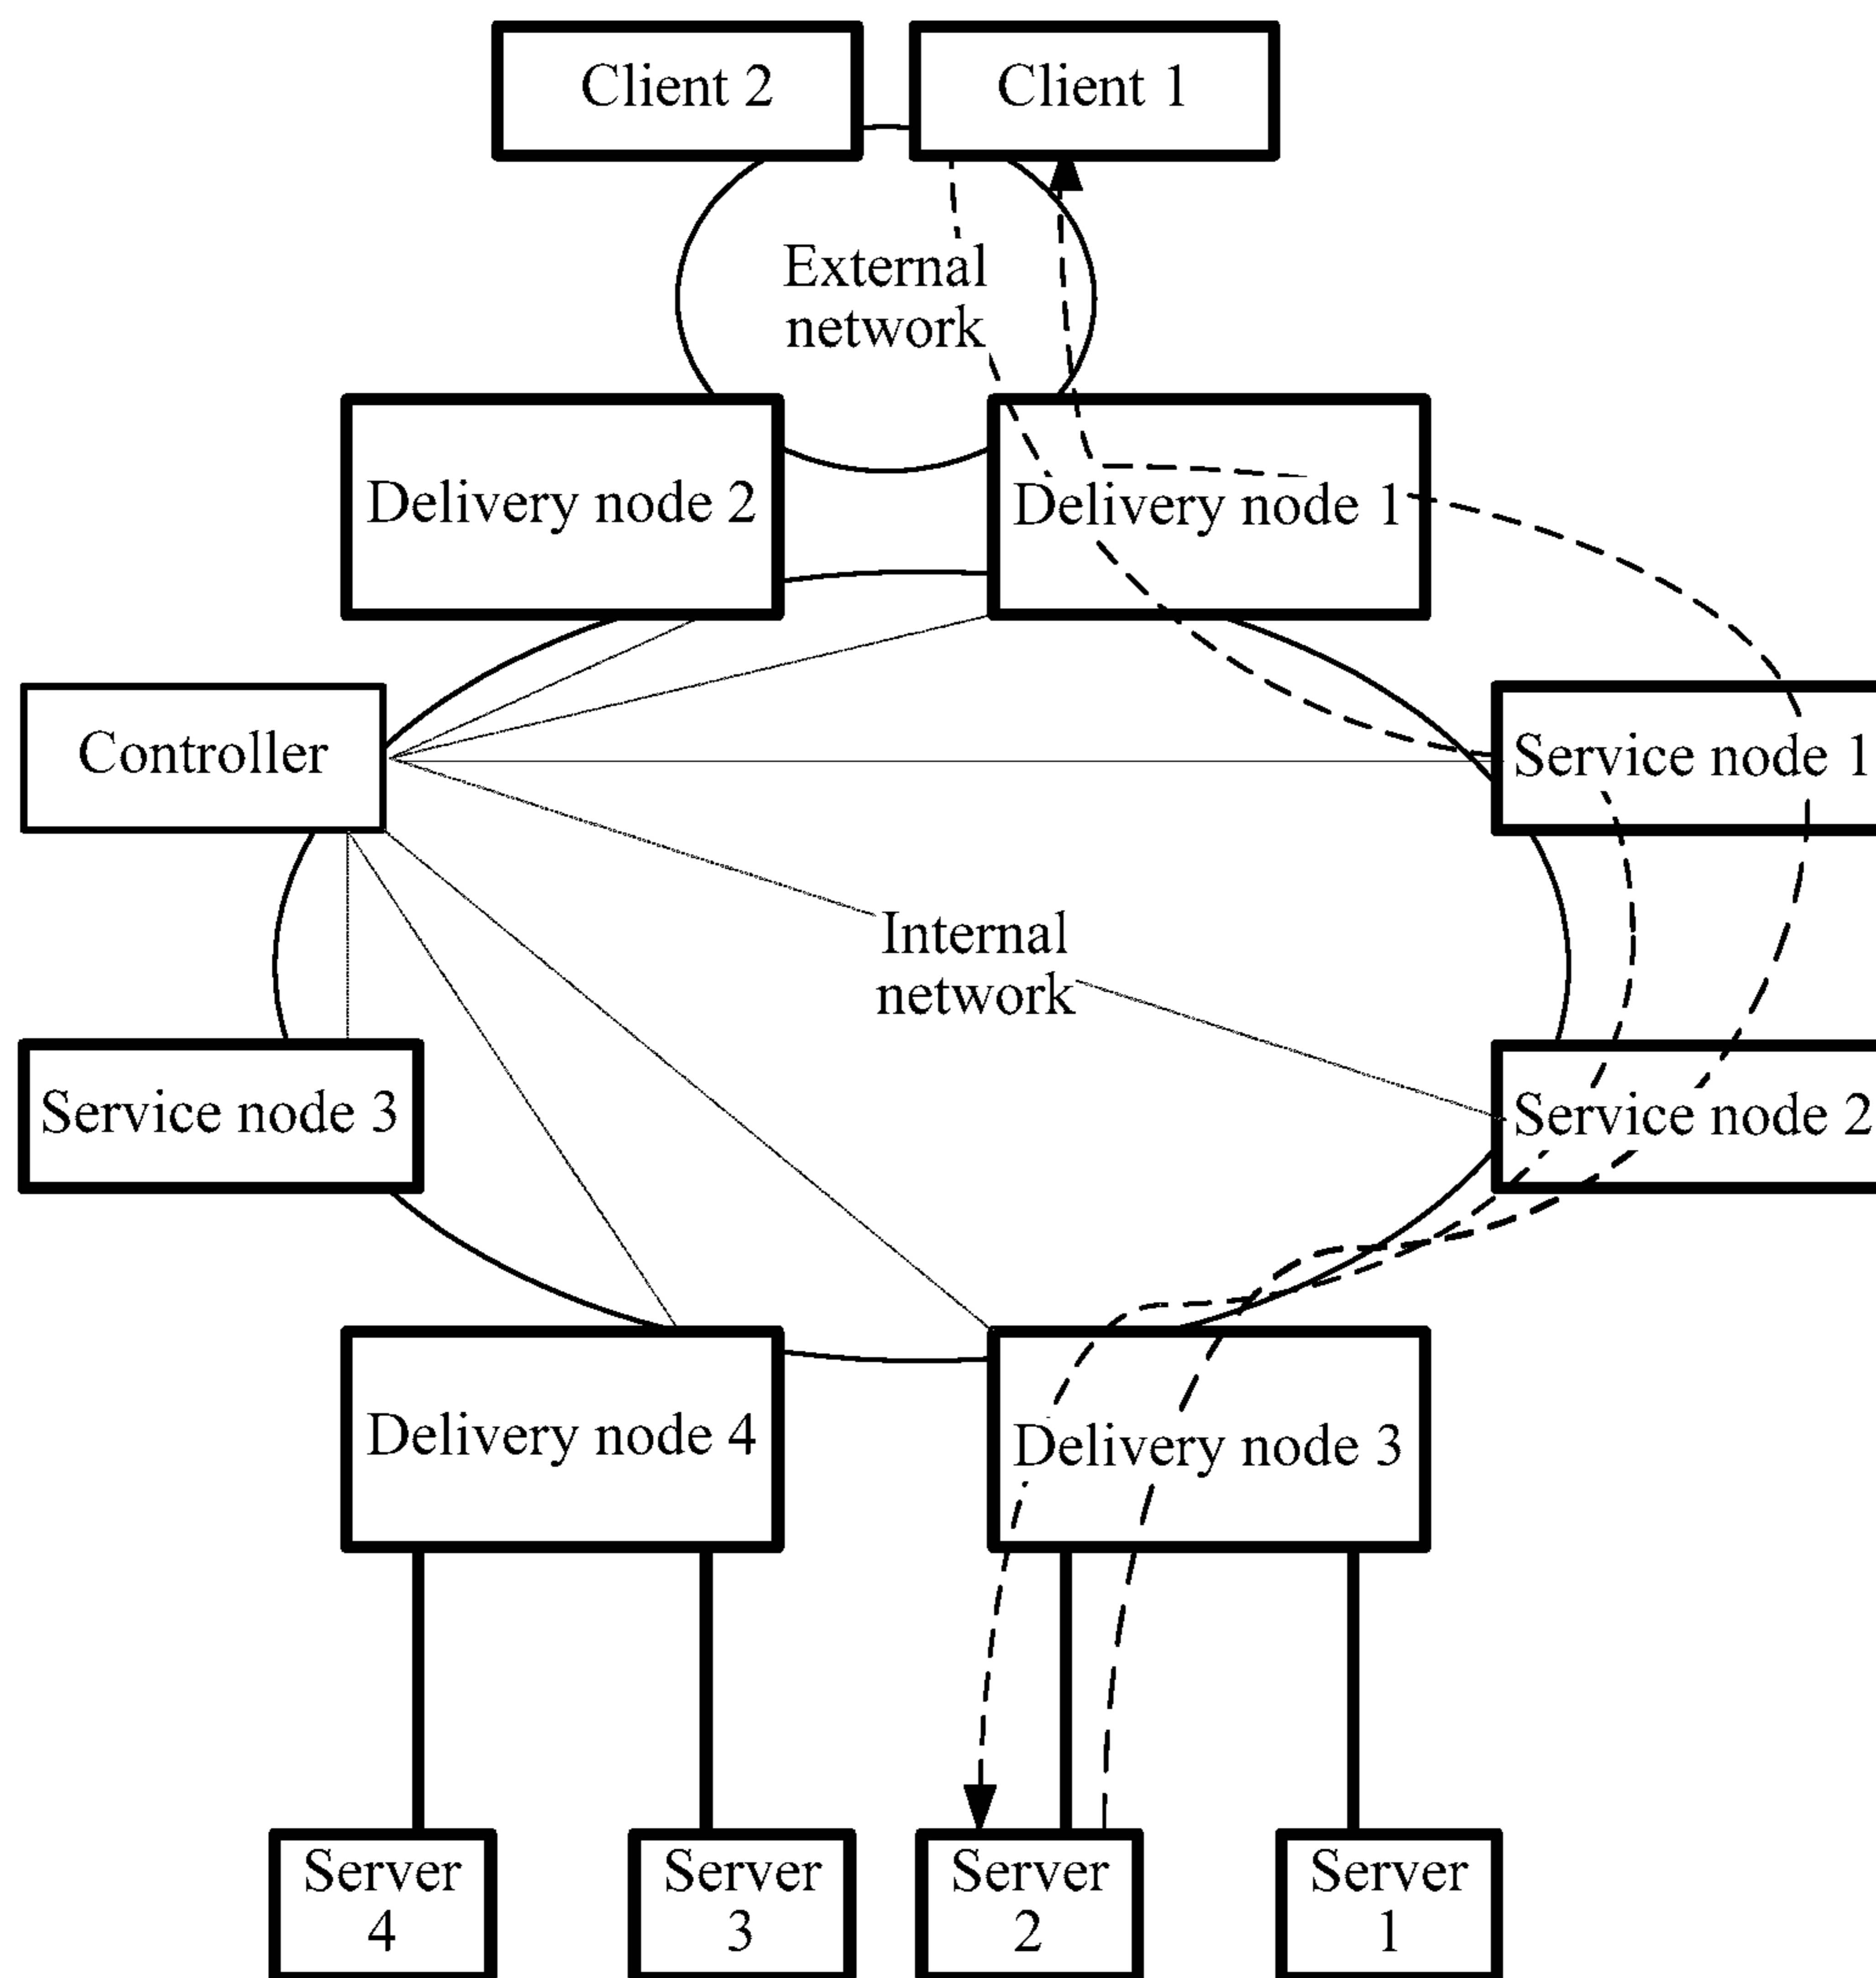 Client 2
Client 1
External
network
Delivery node 2
Delivery node 1
Controller
Service node 1
Internal
network
Service node 3
Service node 2
Delivery node 4
Delivery node 3
Server
4
Server
3
Server
2
Server
1